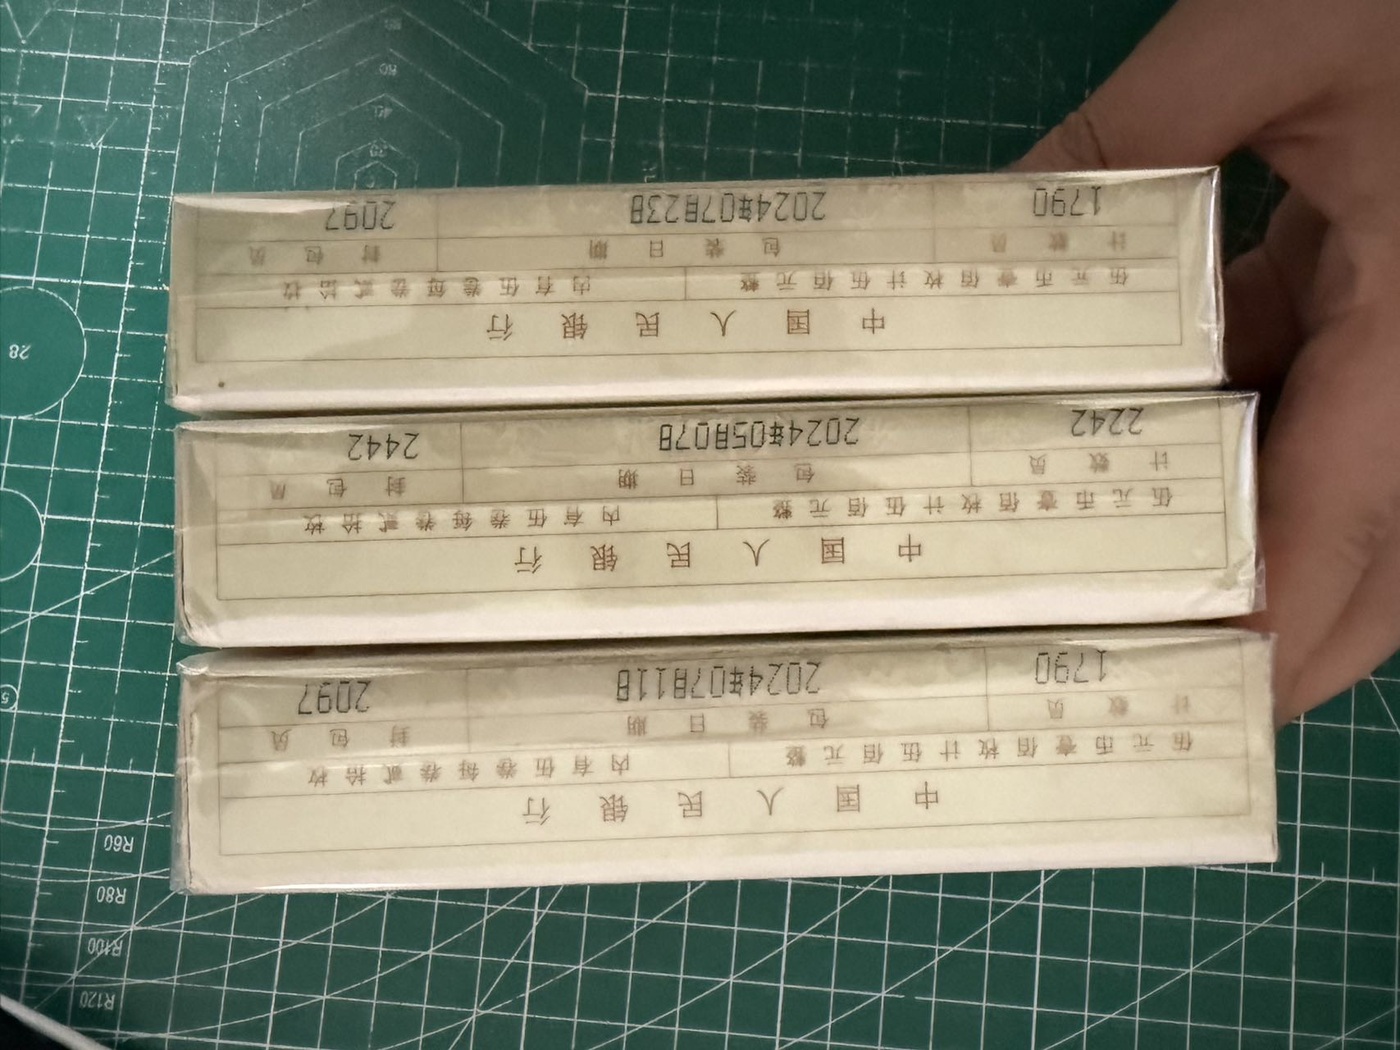 中国人民银行
伍元币壹佰枚计伍佰元整 内有伍卷每卷贰拾枚
计数员 包装日期 封包员
1790 2024年07月11日 2097
中国人民银行
伍元币壹佰枚计伍佰元整 内有伍卷每卷贰拾枚
计数员 包装日期 封包员
2242 2024年05月07日 2442
中国人民银行
伍元币壹佰枚计伍佰元整 内有伍卷每卷贰拾枚
计数员 包装日期 封包员
1790 2024年07月23日 2097
R120
R100
R80
R60
28